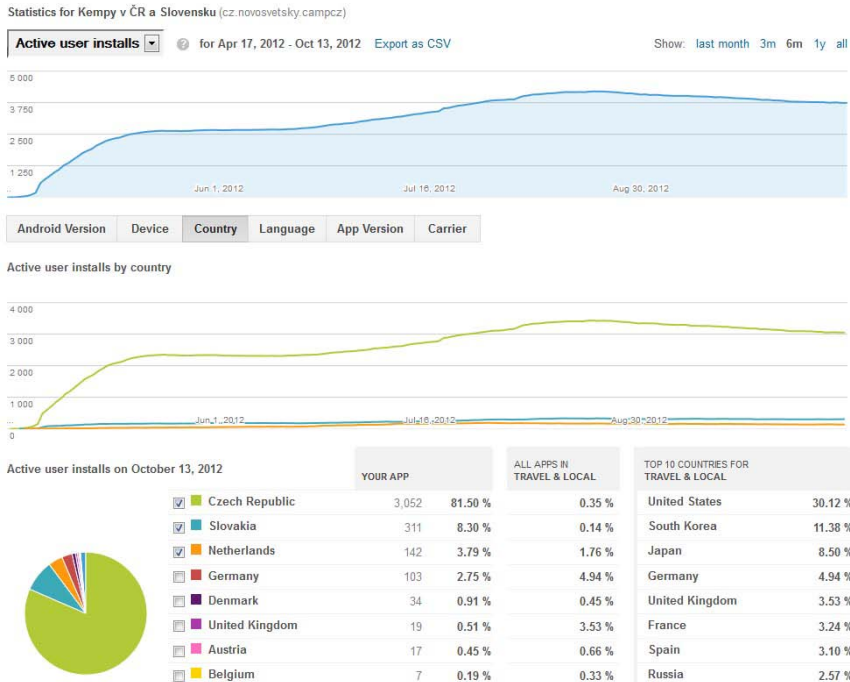 Statistics for Kempy v ČR a Slovensku (cz.novosvetsky.campcz)
Active user installs ? for Apr 17, 2012 - Oct 13, 2012 Export as CSV Show: last month 3m 6m 1y all
5 000
3 750
2 500
1 250
..
Jun 1, 2012 Jul 16, 2012 Aug 30, 2012
Android Version Device Country Language App Version Carrier
Active user installs by country
4 000
3 000
2 000
1 000
..
Jun 1, 2012 Jul 16, 2012 Aug 30, 2012
0
Active user installs on October 13, 2012
YOUR APP
ALL APPS IN
TRAVEL & LOCAL
TOP 10 COUNTRIES FOR
TRAVEL & LOCAL
Czech Republic 3,052 81.50 % 0.35 % United States 30.12 %
Slovakia 311 8.30 % 0.14 % South Korea 11.38 %
Netherlands 142 3.79 % 1.76 % Japan 8.50 %
Germany 103 2.75 % 4.94 % Germany 4.94 %
Denmark 34 0.91 % 0.45 % United Kingdom 3.53 %
United Kingdom 19 0.51 % 3.53 % France 3.24 %
Austria 17 0.45 % 0.66 % Spain 3.10 %
Belgium 7 0.19 % 0.33 % Russia 2.57 %